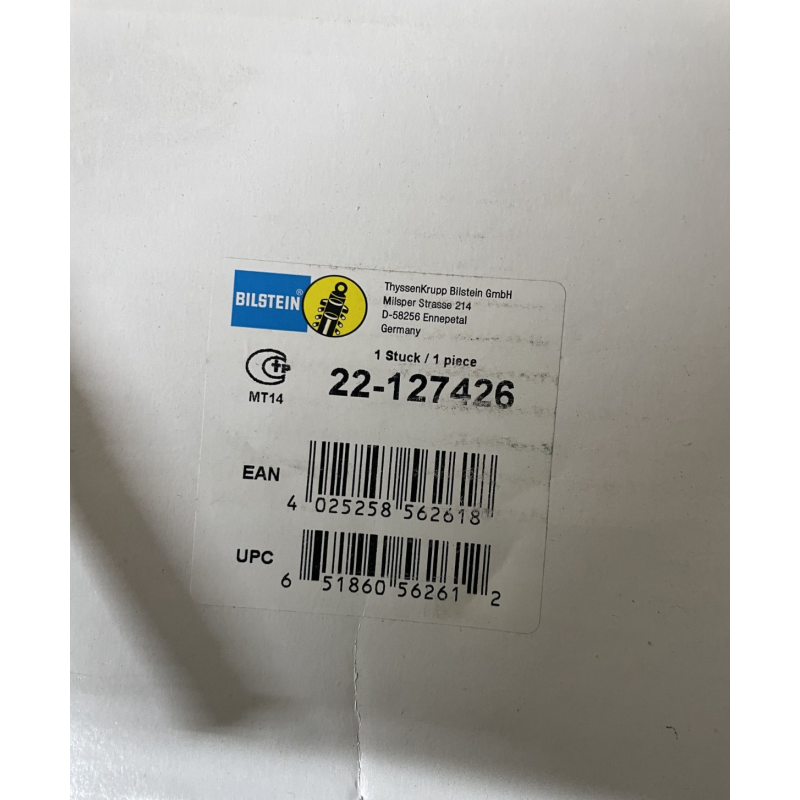 BILSTEIN®
ThyssenKrupp Bilstein GmbH
Milsper Strasse 214
D-58256 Ennepetal
Germany
1 Stuck / 1 piece
22-127426
MT14
EAN
4 025258 562618
UPC
6 51860 56261 2